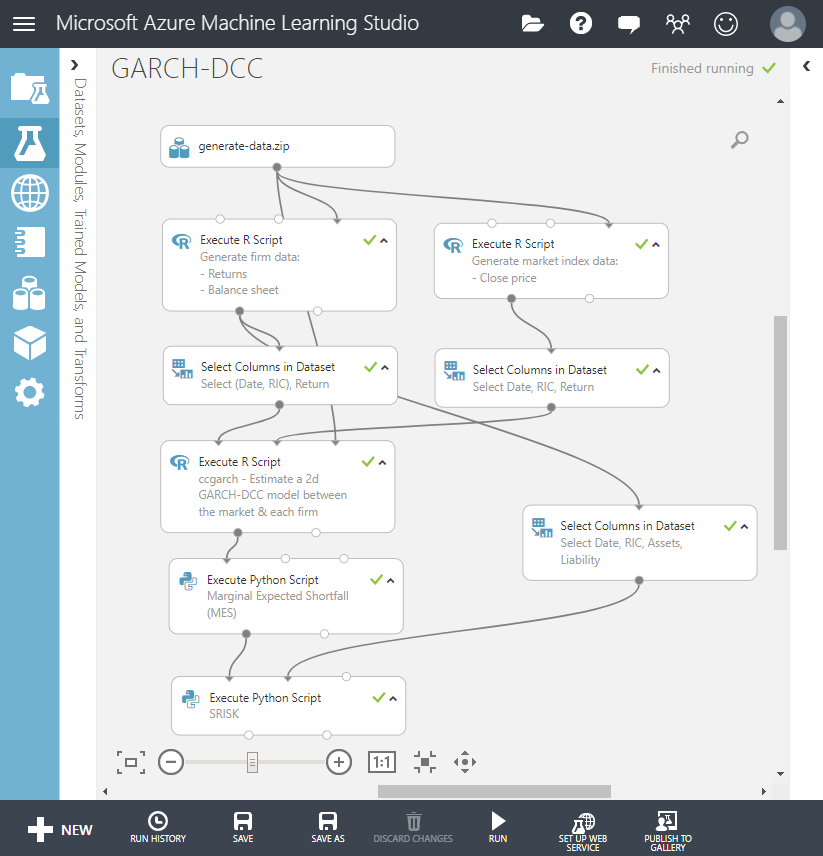 Microsoft Azure Machine Learning Studio
Datasets, Modules, Trained Models, and Transforms
GARCH-DCC
Finished running
generate-data.zip
Execute R Script
Generate firm data:
- Returns
- Balance sheet
Execute R Script
Generate market index data:
- Close price
Select Columns in Dataset
Select (Date, RIC), Return
Select Columns in Dataset
Select Date, RIC, Return
Execute R Script
ccgarch - Estimate a 2d
GARCH-DCC model between
the market & each firm
Select Columns in Dataset
Select Date, RIC, Assets,
Liability
Execute Python Script
Marginal Expected Shortfall
(MES)
Execute Python Script
SRISK
1:1
NEW
RUN HISTORY
SAVE
SAVE AS
DISCARD CHANGES
RUN
SET UP WEB
SERVICE
PUBLISH TO
GALLERY